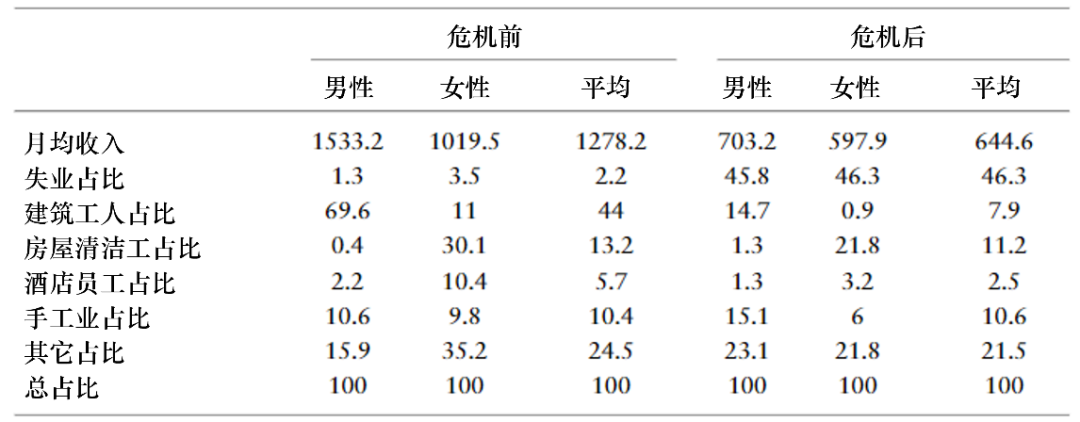 危机前 危机后
男性 女性 平均 男性 女性 平均
月均收入 1533.2 1019.5 1278.2 703.2 597.9 644.6
失业占比 1.3 3.5 2.2 45.8 46.3 46.3
建筑工人占比 69.6 11 44 14.7 0.9 7.9
房屋清洁工占比 0.4 30.1 13.2 1.3 21.8 11.2
酒店员工占比 2.2 10.4 5.7 1.3 3.2 2.5
手工业占比 10.6 9.8 10.4 15.1 6 10.6
其它占比 15.9 35.2 24.5 23.1 21.8 21.5
总占比 100 100 100 100 100 100